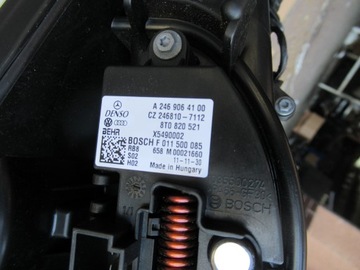 DENSO
BEHR
A 246 906 41 00
CZ 246810-7112
8T0 820 521
X5490002
BOSCH F 011 500 085
RB8 658 M 00021660
S02 11-11-30
H02 Made in Hungary
BOSCH